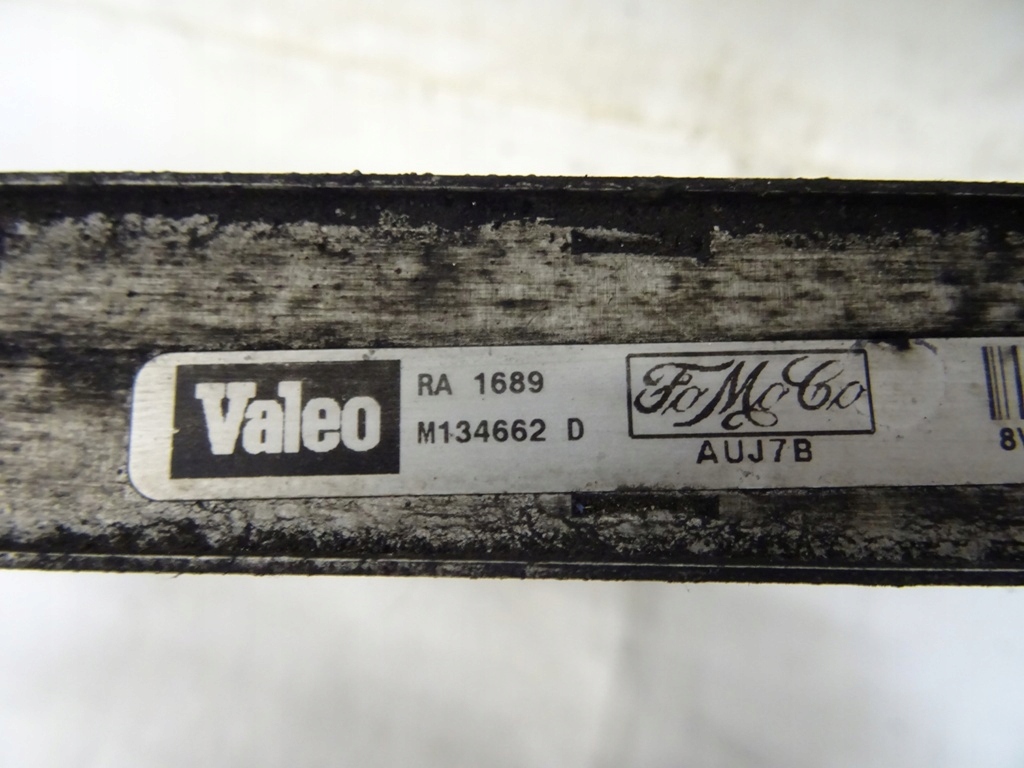 Valeo
RA 1689
M134662 D
FoMoCo
AUJ7B